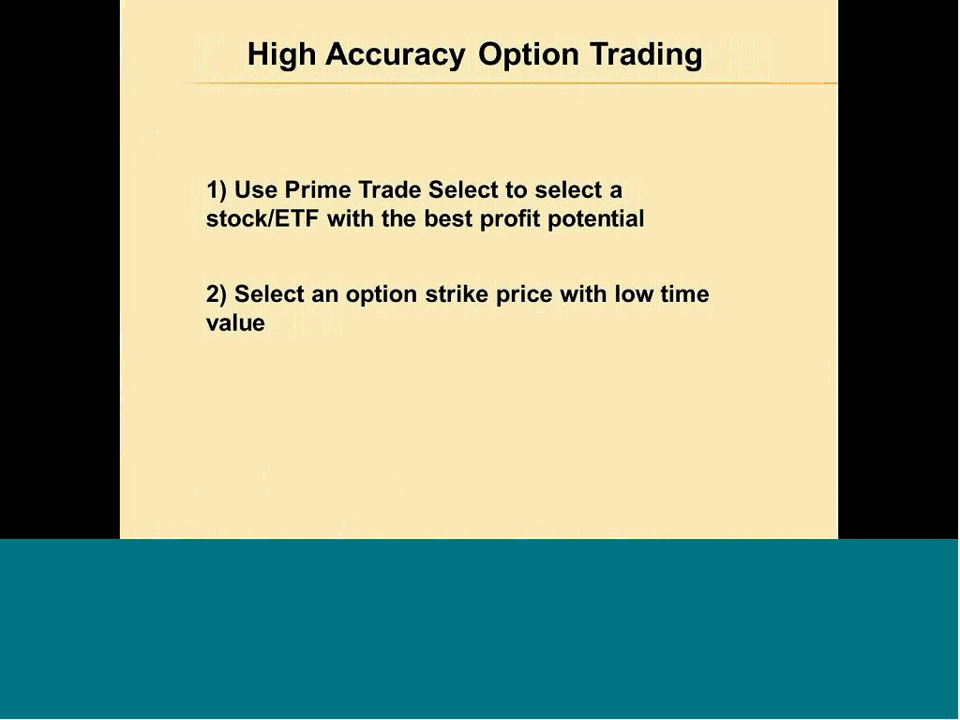 High Accuracy Option Trading
1) Use Prime Trade Select to select a
stock/ETF with the best profit potential
2) Select an option strike price with low time
value